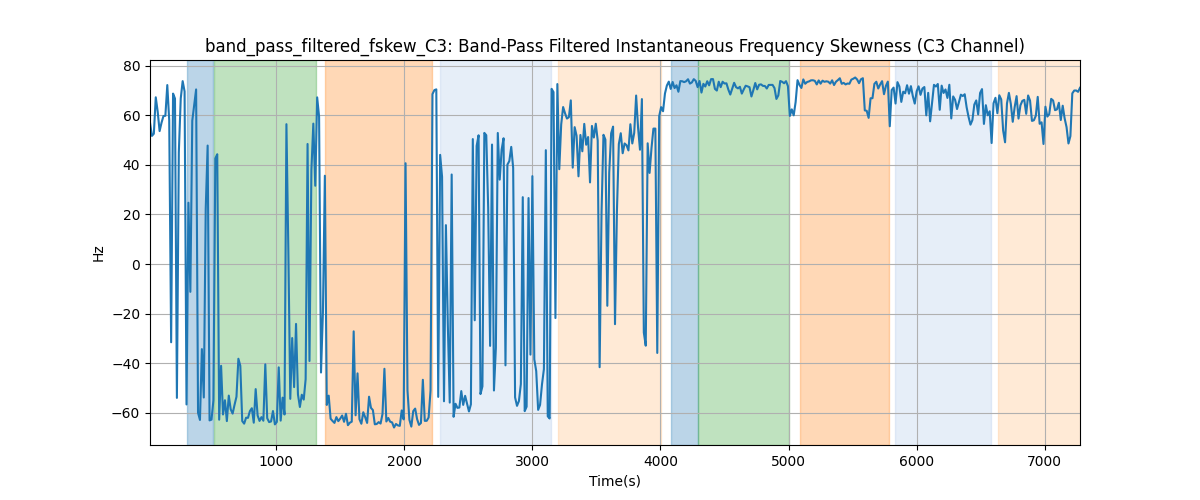 band_pass_filtered_fskew_C3: Band-Pass Filtered Instantaneous Frequency Skewness (C3 Channel)
80
60
40
20
0
−20
−40
−60
Hz
1000 2000 3000 4000 5000 6000 7000
Time(s)